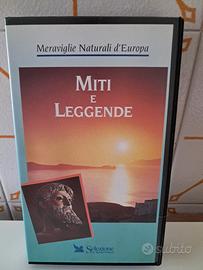 Meraviglie Naturali d'Europa
MITI
E
LEGGENDE
Selezione
subito